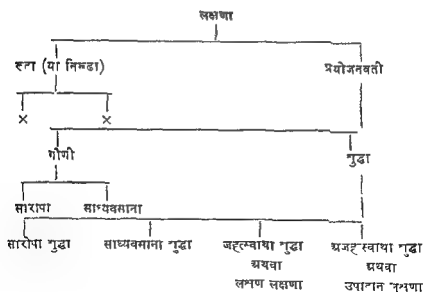 लक्षणा
रूढा (या निरूढा) प्रयोजनवती
× ×
गौणी शुद्धा
सारोपा साध्यवसाना
सारोपा शुद्धा साध्यवसाना शुद्धा जहत्स्वार्था शुद्धा अजहत्स्वार्था शुद्धा
अथवा अथवा
लक्षण लक्षणा उपादान लक्षणा